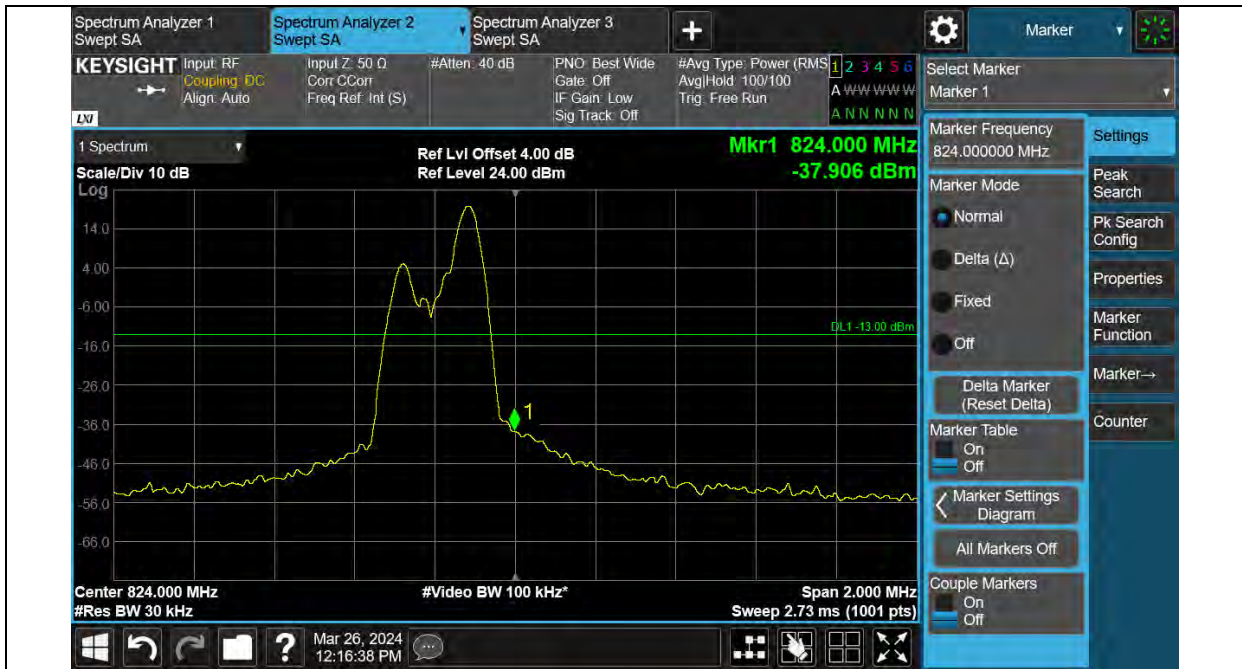 Spectrum Analyzer 1
Swept SA
Spectrum Analyzer 2
Swept SA
Spectrum Analyzer 3
Swept SA
+
Marker
KEYSIGHT
LXI
Input: RF
Coupling: DC
Align: Auto
Input Z: 50 Ω
Corr CCorr
Freq Ref: Int (S)
#Atten: 40 dB
PNO: Best Wide
Gate: Off
IF Gain: Low
Sig Track: Off
#Avg Type: Power (RMS
Avg|Hold: 100/100
Trig: Free Run
1 2 3 4 5 6
A W W W W W
A N N N N N
Select Marker
Marker 1
1 Spectrum
Scale/Div 10 dB
Log
Ref Lvl Offset 4.00 dB
Ref Level 24.00 dBm
Mkr1 824.000 MHz
-37.906 dBm
14.0
4.00
-6.00
-16.0
-26.0
-36.0
-46.0
-56.0
-66.0
DL1 -13.00 dBm
1
Center 824.000 MHz
#Res BW 30 kHz
#Video BW 100 kHz*
Span 2.000 MHz
Sweep 2.73 ms (1001 pts)
Marker Frequency
824.000000 MHz
Marker Mode
Normal
Delta (Δ)
Fixed
Off
Delta Marker
(Reset Delta)
Marker Table
On
Off
Marker Settings
Diagram
All Markers Off
Couple Markers
On
Off
Settings
Peak
Search
Pk Search
Config
Properties
Marker
Function
Marker→
Counter
?
Mar 26, 2024
12:16:38 PM